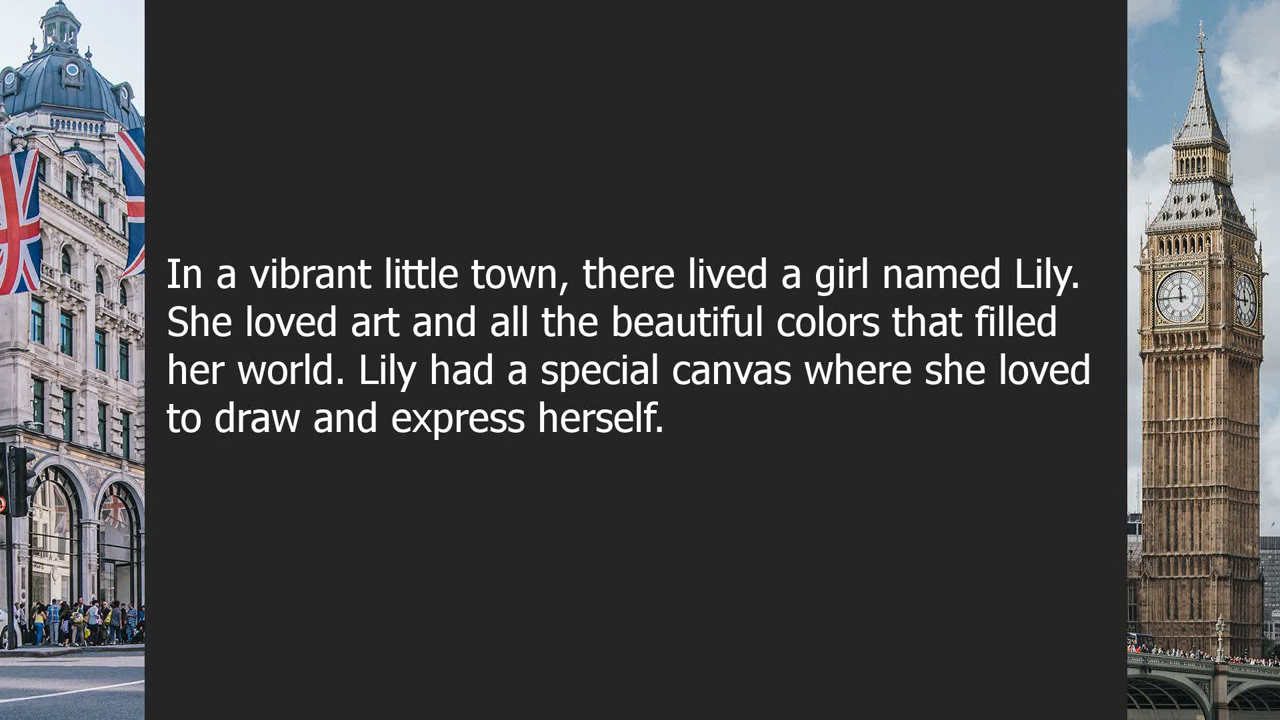 In a vibrant little town, there lived a girl named Lily.
She loved art and all the beautiful colors that filled
her world. Lily had a special canvas where she loved
to draw and express herself.